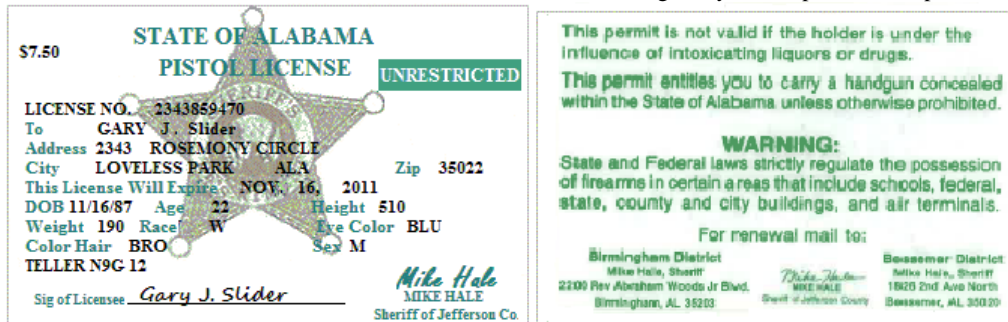 $7.50
STATE OF ALABAMA
PISTOL LICENSE
UNRESTRICTED
LICENSE NO. 2343859470
To GARY J. Slider
Address 2343 ROSEMONY CIRCLE
City LOVELESS PARK ALA Zip 35022
This License Will Expire NOV, 16, 2011
DOB 11/16/87 Age 22 Height 510
Weight 190 Race W Eye Color BLU
Color Hair BRO Sex M
TELLER N9G 12
Sig of Licensee Gary J. Slider
Mike Hale
MIKE HALE
Sheriff of Jefferson Co.
This permit is not valid if the holder is under the
influence of intoxicating liquors or drugs.
This permit entitles you to carry a handgun concealed
within the State of Alabama unless otherwise prohibited.
WARNING:
State and Federal laws strictly regulate the possession
of firearms in certain areas that include schools, federal,
state, county and city buildings, and air terminals.
For renewal mail to:
Birmingham District
Mike Hale, Sheriff
2200 Rev Abraham Woods Jr Blvd.
Birmingham, AL 35203
Mike Hale
MIKE HALE
Sheriff of Jefferson County
Bessemer District
Mike Hale, Sheriff
2nd Ave North
Bessemer, AL 35020